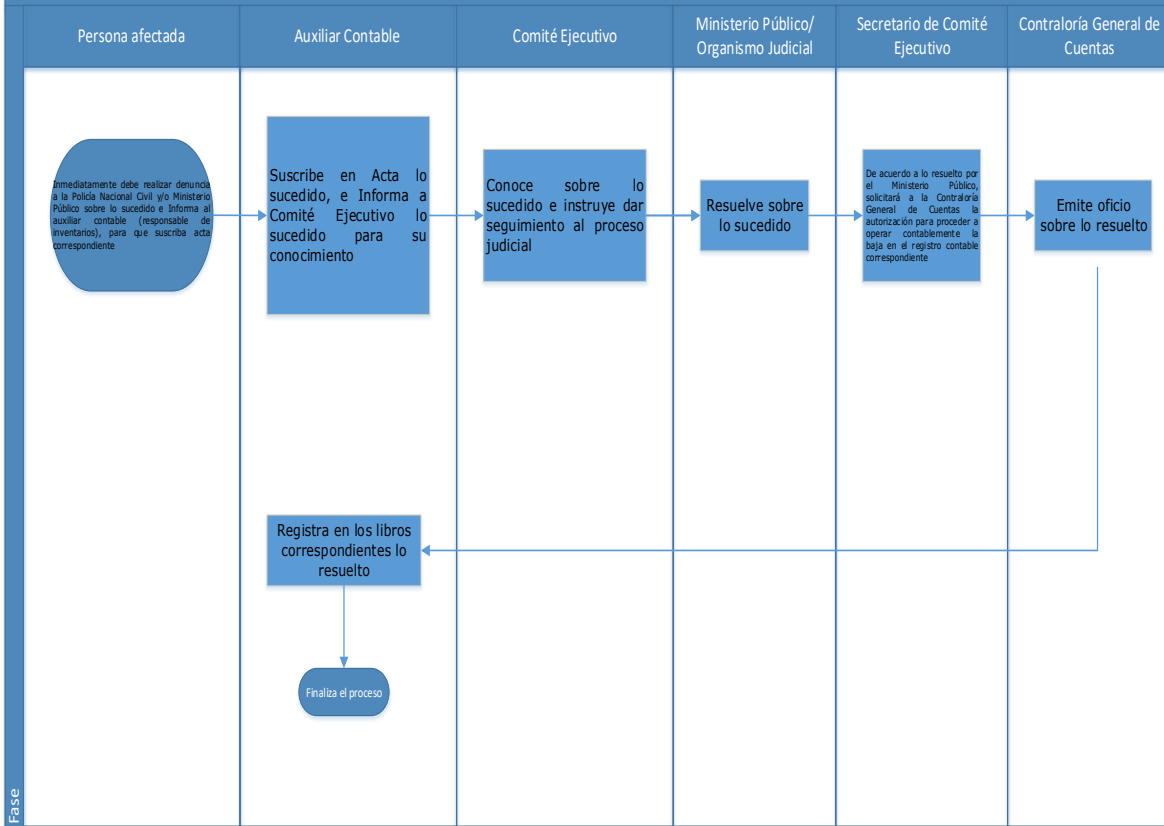 Persona afectada
Auxiliar Contable
Comité Ejecutivo
Ministerio Público/
Organismo Judicial
Secretario de Comité
Ejecutivo
Contraloría General de
Cuentas
Inmediatamente debe realizar denuncia
a la Policía Nacional Civil y/o Ministerio
Público sobre lo sucedido e Informa al
auxiliar contable (responsable de
inventarios), para que suscriba acta
correspondiente
Suscribe en Acta lo
sucedido, e Informa a
Comité Ejecutivo lo
sucedido para su
conocimiento
Conoce sobre lo
sucedido e instruye dar
seguimiento al proceso
judicial
Resuelve sobre
lo sucedido
De acuerdo a lo resuelto por
el Ministerio Público,
solicitará a la Contraloría
General de Cuentas la
autorización para proceder a
operar contablemente la
baja en el registro contable
correspondiente
Emite oficio
sobre lo resuelto
Registra en los libros
correspondientes lo
resuelto
Finaliza el proceso
Fase